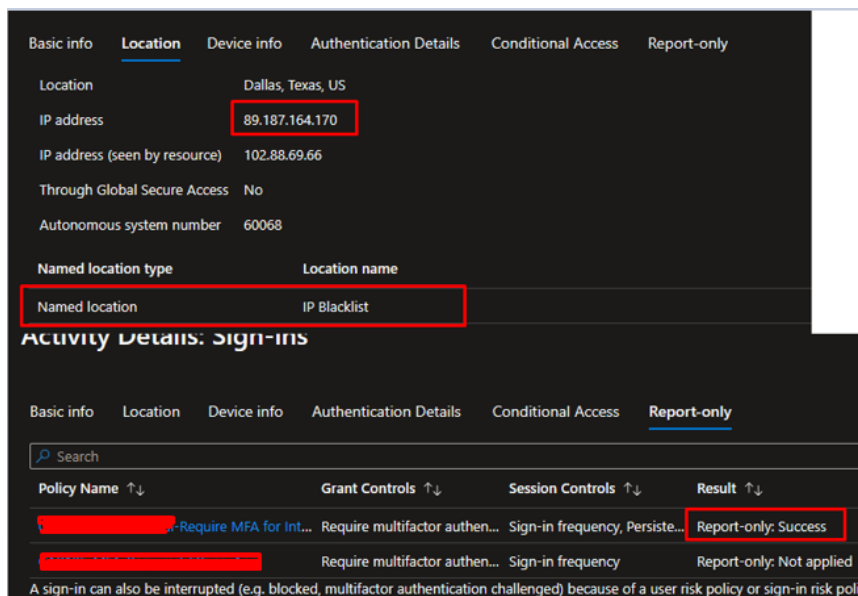 Basic info Location Device info Authentication Details Conditional Access Report-only
Location Dallas, Texas, US
IP address 89.187.164.170
IP address (seen by resource) 102.88.69.66
Through Global Secure Access No
Autonomous system number 60068
Named location type Location name
Named location IP Blacklist
Activity Details: Sign-ins
Basic info Location Device info Authentication Details Conditional Access Report-only
Search
Policy Name ↑↓ Grant Controls ↑↓ Session Controls ↑↓ Result ↑↓
-Require MFA for Int... Require multifactor authen... Sign-in frequency, Persiste... Report-only: Success
Require multifactor authen... Sign-in frequency Report-only: Not applied
A sign-in can also be interrupted (e.g. blocked, multifactor authentication challenged) because of a user risk policy or sign-in risk poli